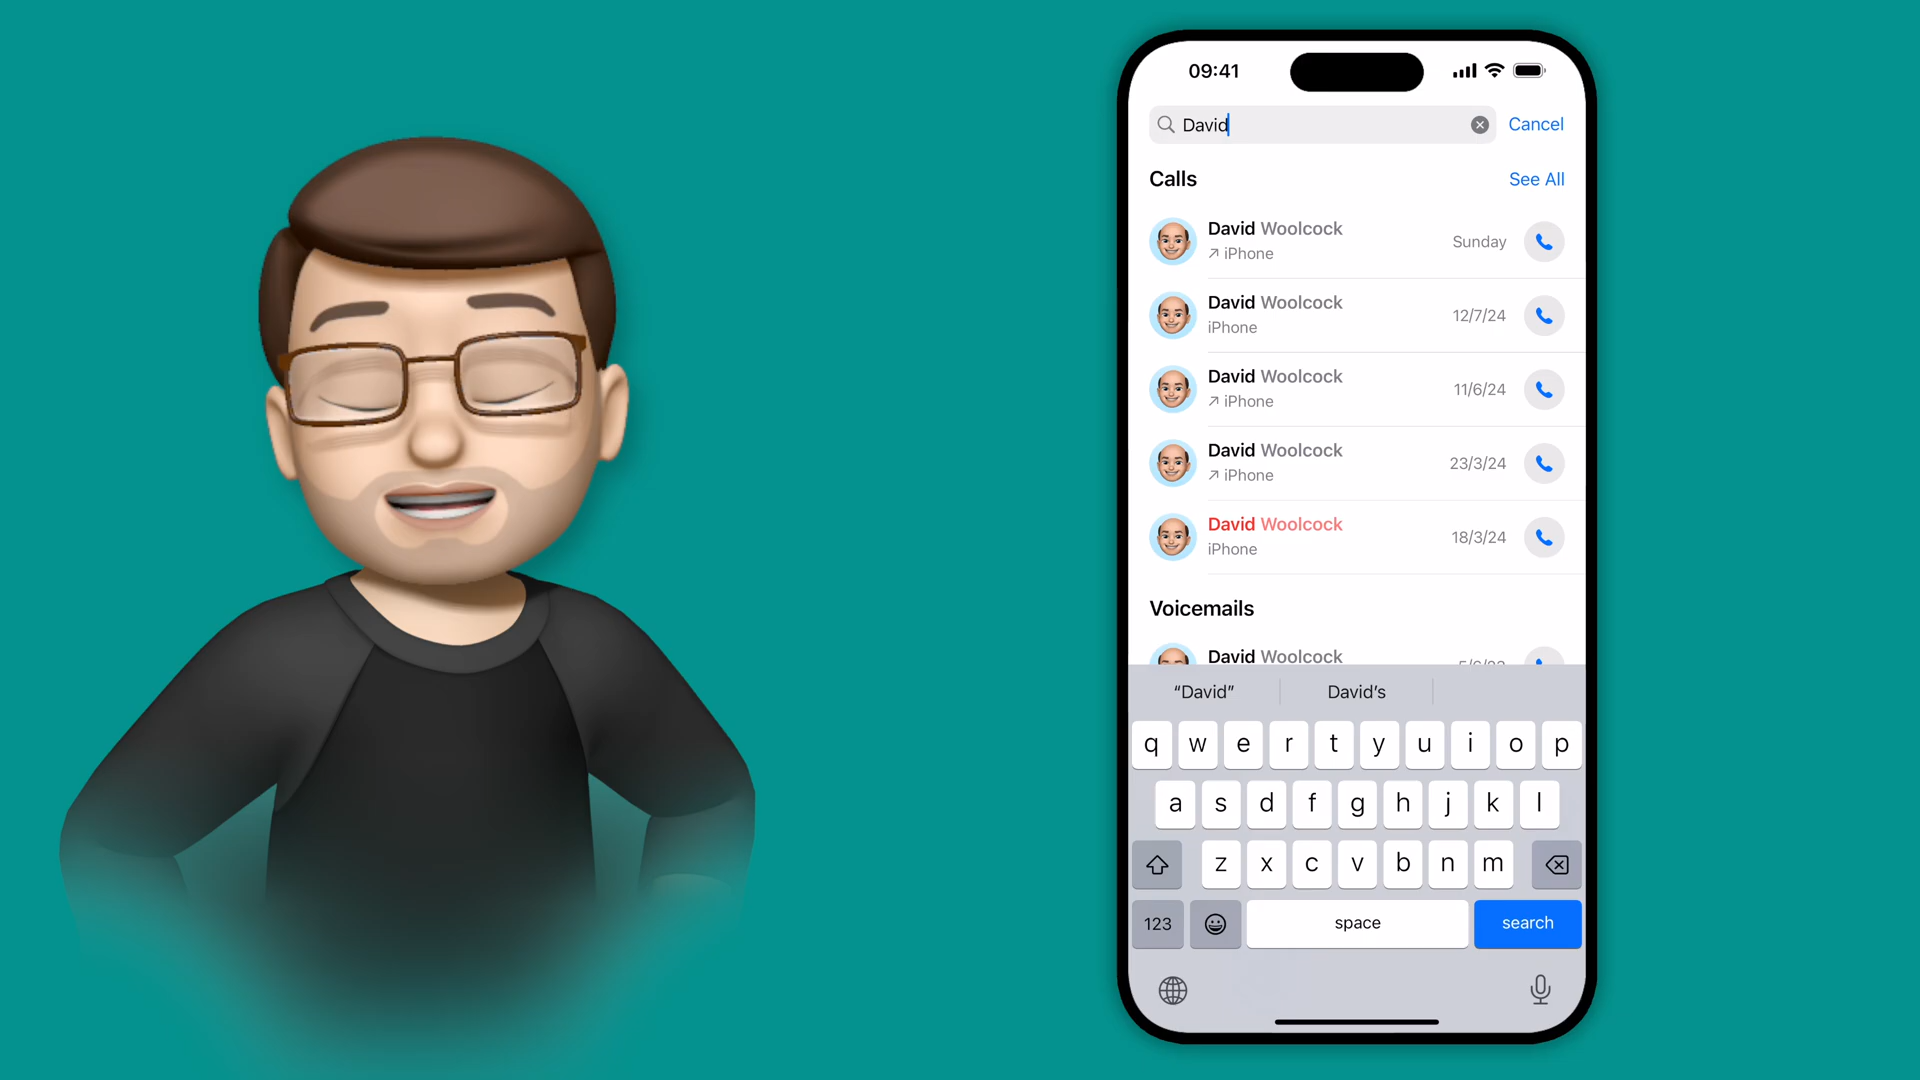 09:41
David
Cancel
Calls
See All
David Woolcock
iPhone
Sunday
David Woolcock
iPhone
12/7/24
David Woolcock
iPhone
11/6/24
David Woolcock
iPhone
23/3/24
David Woolcock
iPhone
18/3/24
Voicemails
David Woolcock
“David”
David’s
q w e r t y u i o p
a s d f g h j k l
z x c v b n m
123
space
search